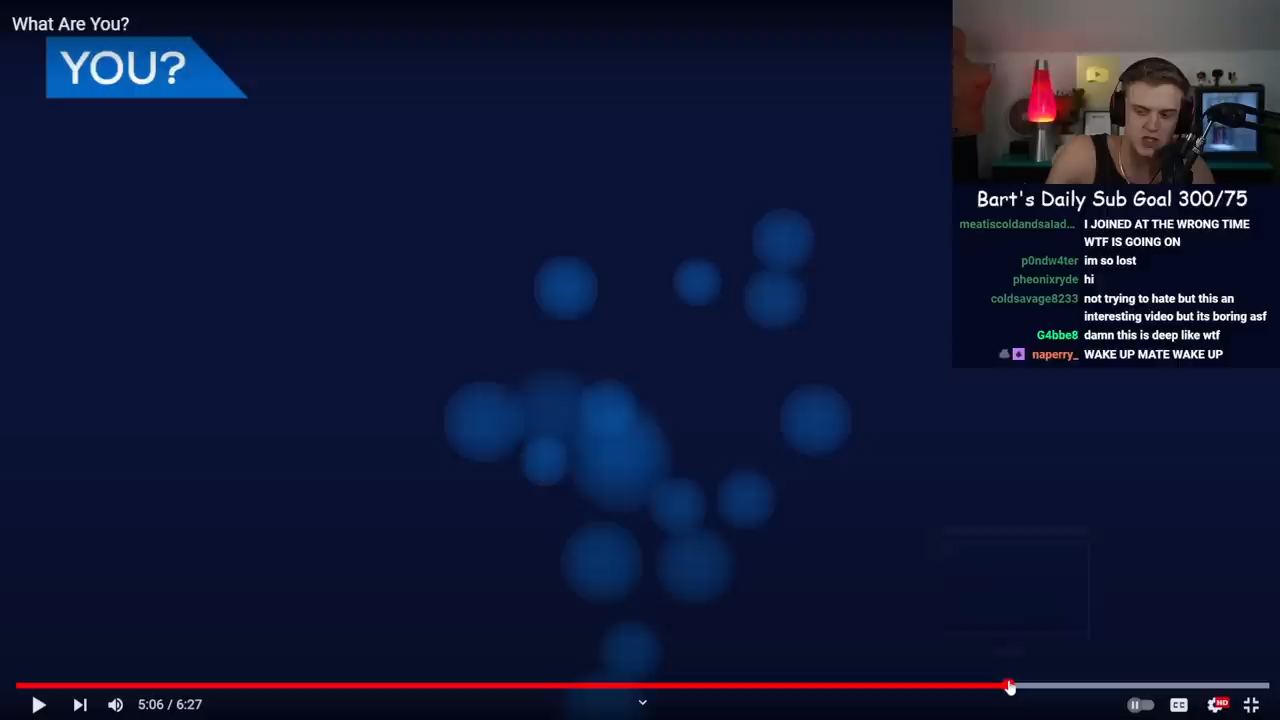 What Are You?
YOU?
Bart's Daily Sub Goal 300/75
meatiscoldandsalad... I JOINED AT THE WRONG TIME
WTF IS GOING ON
p0ndw4ter im so lost
pheonixryde hi
coldsavage8233 not trying to hate but this an
interesting video but its boring asf
G4bbe8 damn this is deep like wtf
naperry_ WAKE UP MATE WAKE UP
5:06 / 6:27
CC
HD